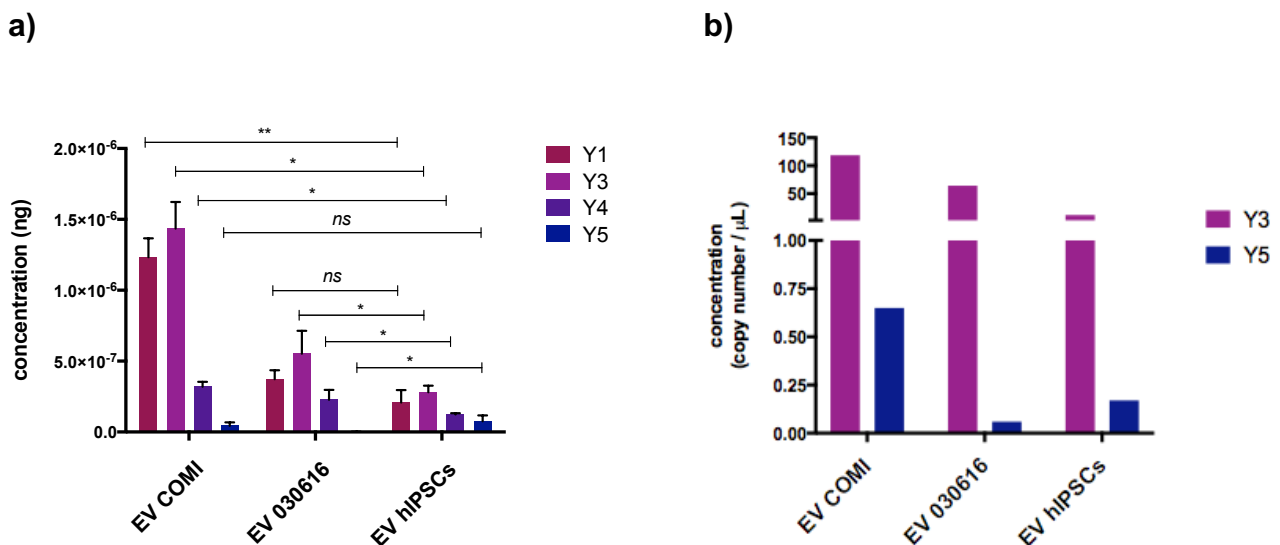 a)
concentration (ng)
2.0×10⁻⁶
1.5×10⁻⁶
1.0×10⁻⁶
5.0×10⁻⁷
0.0
**
*
*
ns
ns
*
*
*
Y1
Y3
Y4
Y5
EV COMI
EV 030616
EV hIPSCs
b)
concentration
(copy number / µL)
150
100
50
1.00
0.75
0.50
0.25
0.00
Y3
Y5
EV COMI
EV 030616
EV hIPSCs